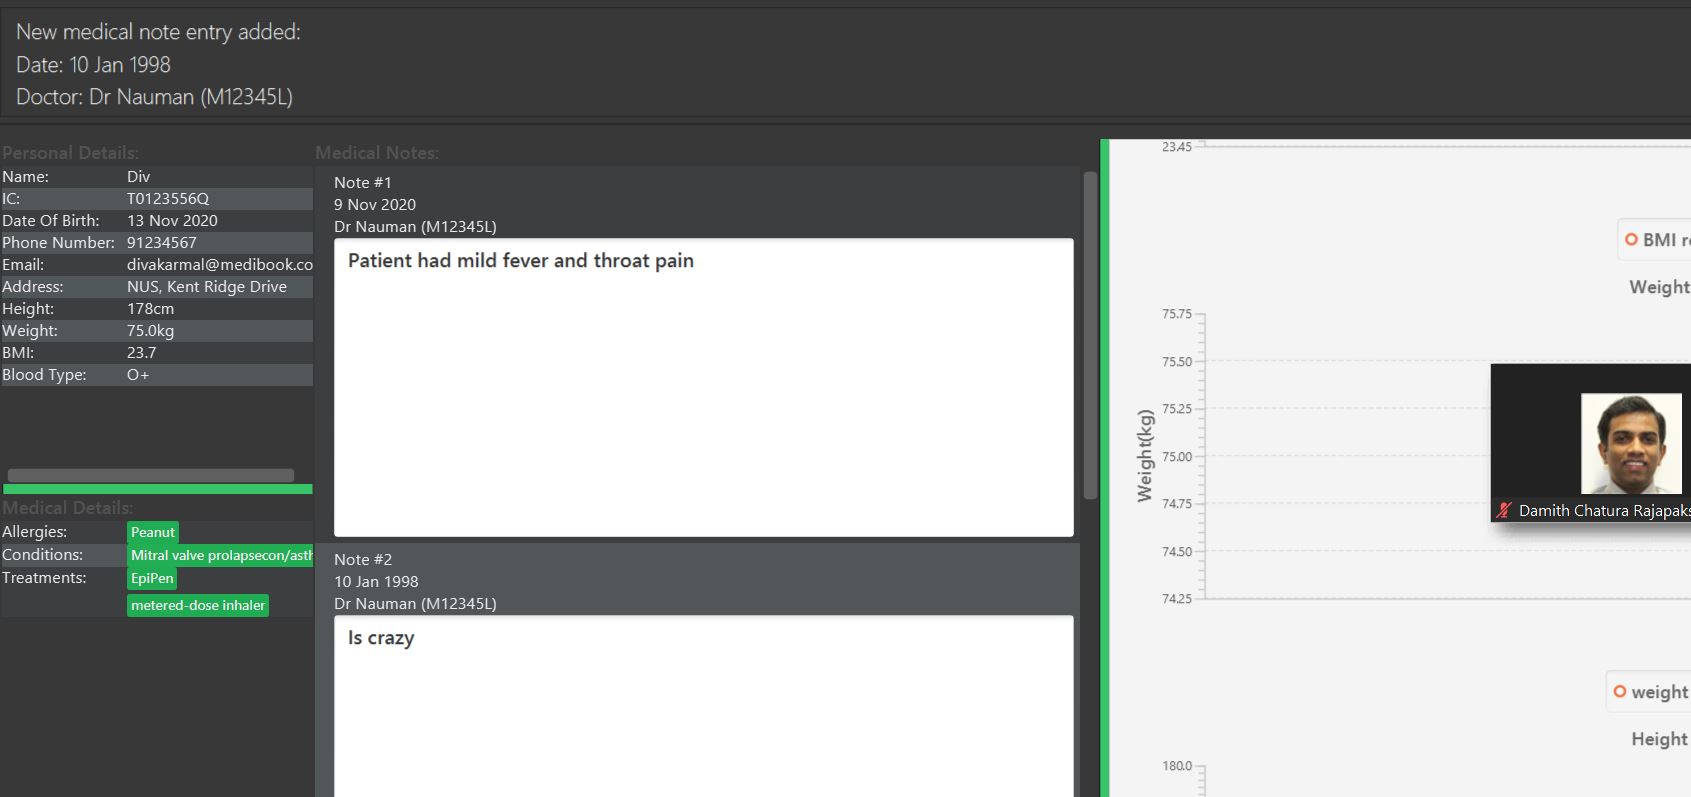 New medical note entry added:
Date: 10 Jan 1998
Doctor: Dr Nauman (M12345L)
Personal Details:
Name: Div
IC: T0123556Q
Date Of Birth: 13 Nov 2020
Phone Number: 91234567
Email: divakarmal@medibook.co
Address: NUS, Kent Ridge Drive
Height: 178cm
Weight: 75.0kg
BMI: 23.7
Blood Type: O+
Medical Details:
Allergies: Peanut
Conditions: Mitral valve prolapsecon/asth
Treatments: EpiPen
metered-dose inhaler
Medical Notes:
Note #1
9 Nov 2020
Dr Nauman (M12345L)
Patient had mild fever and throat pain
Note #2
10 Jan 1998
Dr Nauman (M12345L)
Is crazy
23.45
BMI r
Weight
75.75
75.50
75.25
75.00
74.75
74.50
74.25
Weight(kg)
Damith Chatura Rajapaks
weight
Height
180.0